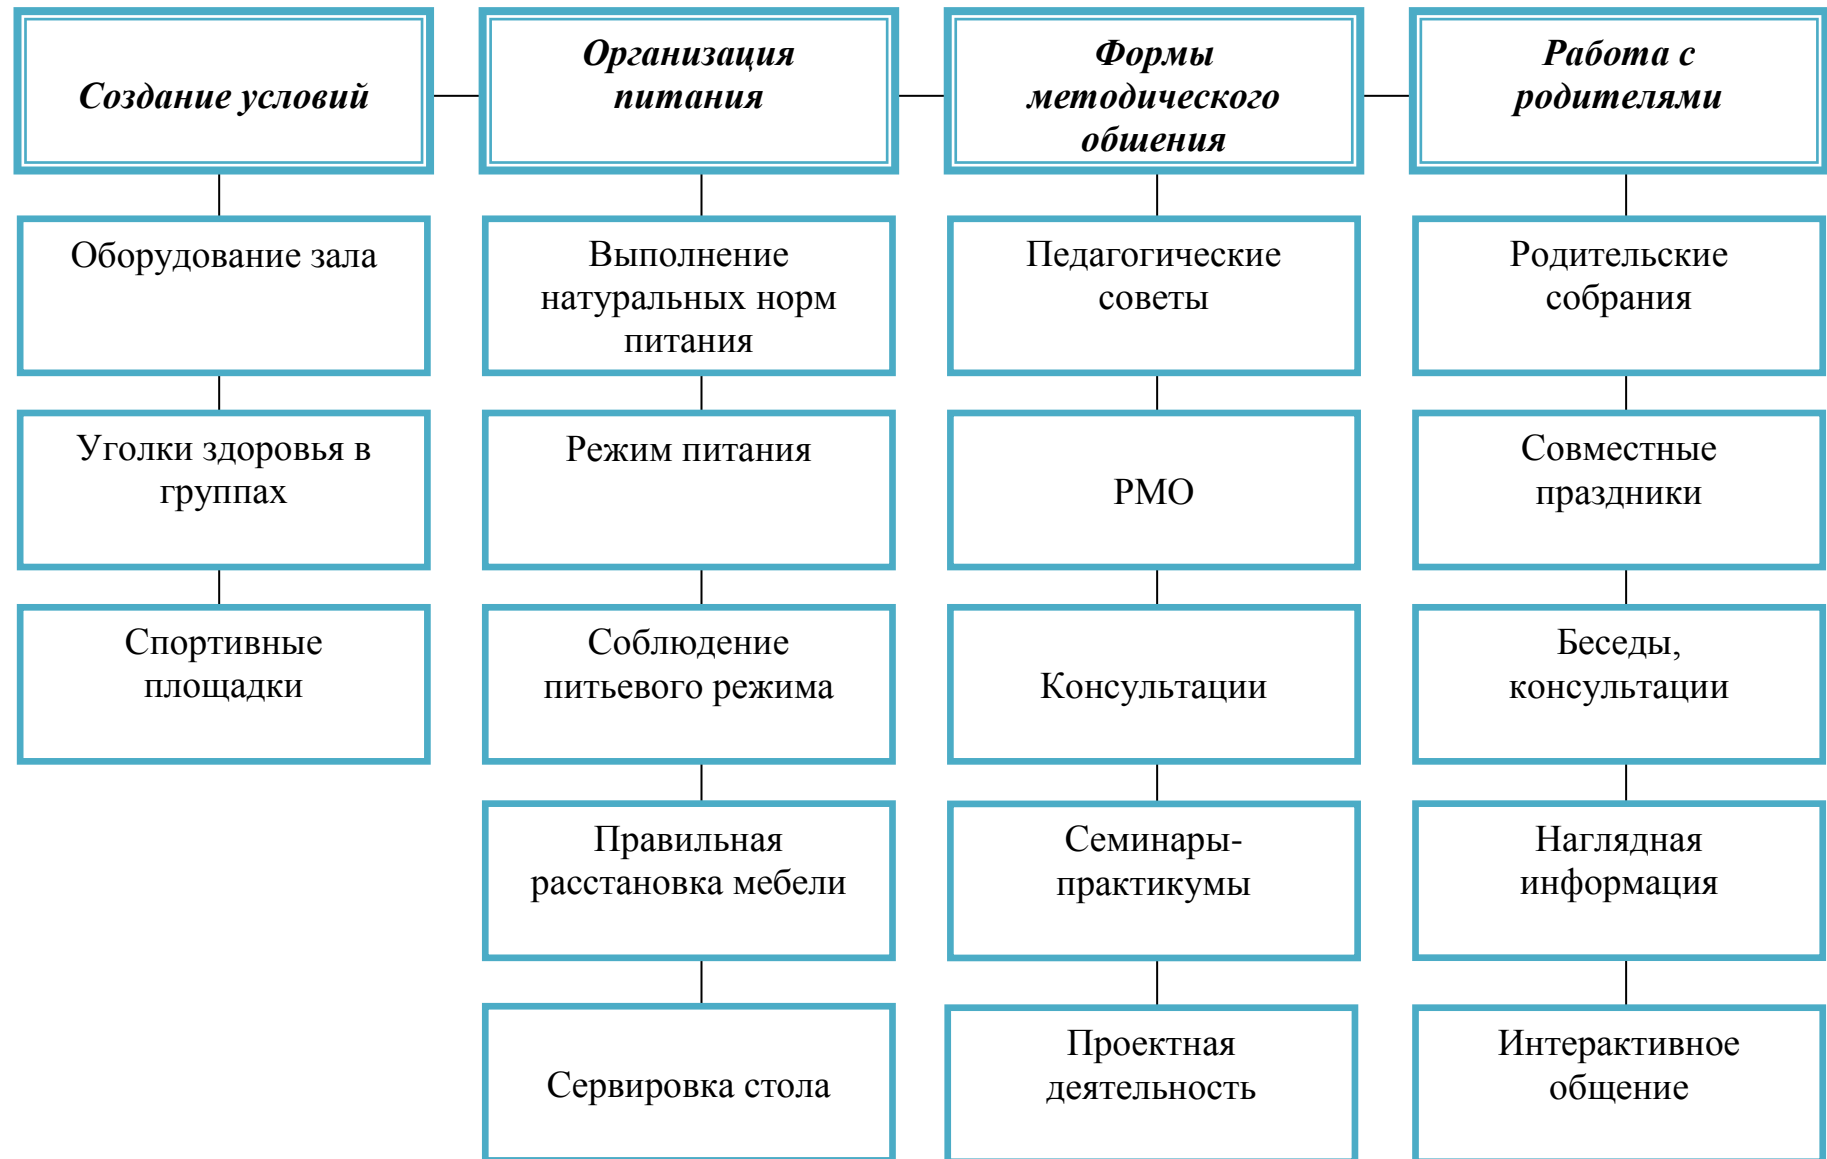 Создание условий
Организация
питания
Формы
методического
обшения
Работа с
родителями
Оборудование зала
Выполнение
натуральных норм
питания
Педагогические
советы
Родительские
собрания
Уголки здоровья в
группах
Режим питания
РМО
Совместные
праздники
Спортивные
площадки
Соблюдение
питьевого режима
Консультации
Беседы,
консультации
Правильная
расстановка мебели
Семинары-
практикумы
Наглядная
информация
Сервировка стола
Проектная
деятельность
Интерактивное
общение